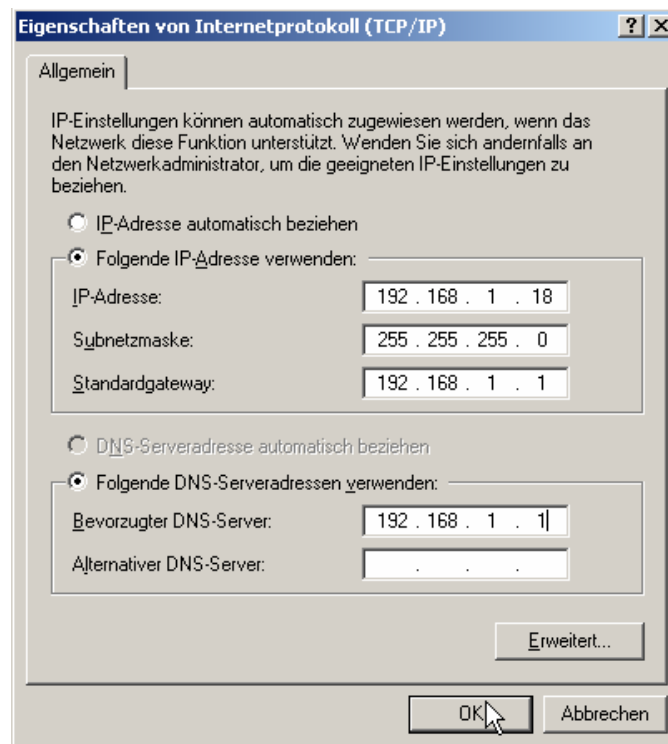 Eigenschaften von Internetprotokoll (TCP/IP)
Allgemein
IP-Einstellungen können automatisch zugewiesen werden, wenn das
Netzwerk diese Funktion unterstützt. Wenden Sie sich andernfalls an
den Netzwerkadministrator, um die geeigneten IP-Einstellungen zu
beziehen.
IP-Adresse automatisch beziehen
Folgende IP-Adresse verwenden:
IP-Adresse: 192 . 168 . 1 . 18
Subnetzmaske: 255 . 255 . 255 . 0
Standardgateway: 192 . 168 . 1 . 1
DNS-Serveradresse automatisch beziehen
Folgende DNS-Serveradressen verwenden:
Bevorzugter DNS-Server: 192 . 168 . 1 . 1
Alternativer DNS-Server: . . .
Erweitert...
OK Abbrechen